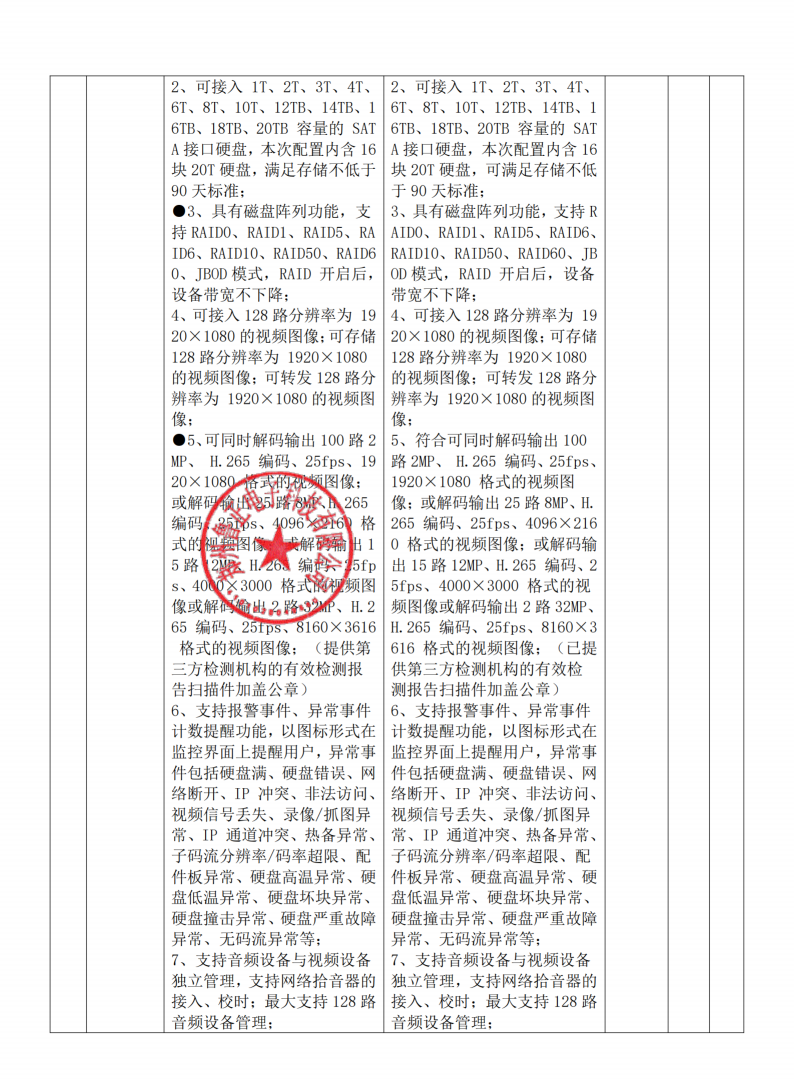 2、可接入 1T、2T、3T、4T、
6T、8T、10T、12TB、14TB、1
6TB、18TB、20TB 容量的 SAT
A 接口硬盘，本次配置内含 16
块 20T 硬盘，满足存储不低于
90 天标准；
●3、具有磁盘阵列功能，支
持 RAID0、RAID1、RAID5、RA
ID6、RAID10、RAID50、RAID6
0、JBOD 模式，RAID 开启后，
设备带宽不下降；
4、可接入 128 路分辨率为 19
20×1080 的视频图像；可存储
128 路分辨率为 1920×1080
的视频图像；可转发 128 路分
辨率为 1920×1080 的视频图
像；
●5、可同时解码输出 100 路 2
MP、 H.265 编码、25fps、19
20×1080 格式的视频图像；
或解码输出 25 路 8MP、H.265
编码、25fps、4096×2160 格
式的视频图像；或解码输出 1
5 路 12MP、H.265 编码、25fp
s、4000×3000 格式的视频图
像或解码输出 2 路 32MP、H.2
65 编码、25fps、8160×3616
格式的视频图像；（提供第
三方检测机构的有效检测报
告扫描件加盖公章）
6、支持报警事件、异常事件
计数提醒功能，以图标形式在
监控界面上提醒用户，异常事
件包括硬盘满、硬盘错误、网
络断开、IP 冲突、非法访问、
视频信号丢失、录像/抓图异
常、IP 通道冲突、热备异常、
子码流分辨率/码率超限、配
件板异常、硬盘高温异常、硬
盘低温异常、硬盘坏块异常、
硬盘撞击异常、硬盘严重故障
异常、无码流异常等；
7、支持音频设备与视频设备
独立管理，支持网络拾音器的
接入、校时；最大支持 128 路
音频设备管理；
2、可接入 1T、2T、3T、4T、
6T、8T、10T、12TB、14TB、1
6TB、18TB、20TB 容量的 SAT
A 接口硬盘，本次配置内含 16
块 20T 硬盘，可满足存储不低
于 90 天标准；
3、具有磁盘阵列功能，支持 R
AID0、RAID1、RAID5、RAID6、
RAID10、RAID50、RAID60、JB
OD 模式，RAID 开启后，设备
带宽不下降；
4、可接入 128 路分辨率为 19
20×1080 的视频图像；可存储
128 路分辨率为 1920×1080
的视频图像；可转发 128 路分
辨率为 1920×1080 的视频图
像；
5、符合可同时解码输出 100
路 2MP、 H.265 编码、25fps、
1920×1080 格式的视频图
像；或解码输出 25 路 8MP、H.
265 编码、25fps、4096×216
0 格式的视频图像；或解码输
出 15 路 12MP、H.265 编码、2
5fps、4000×3000 格式的视
频图像或解码输出 2 路 32MP、
H.265 编码、25fps、8160×3
616 格式的视频图像；（已提
供第三方检测机构的有效检
测报告扫描件加盖公章）
6、支持报警事件、异常事件
计数提醒功能，以图标形式在
监控界面上提醒用户，异常事
件包括硬盘满、硬盘错误、网
络断开、IP 冲突、非法访问、
视频信号丢失、录像/抓图异
常、IP 通道冲突、热备异常、
子码流分辨率/码率超限、配
件板异常、硬盘高温异常、硬
盘低温异常、硬盘坏块异常、
硬盘撞击异常、硬盘严重故障
异常、无码流异常等；
7、支持音频设备与视频设备
独立管理，支持网络拾音器的
接入、校时；最大支持 128 路
音频设备管理；
电子科技有限公司